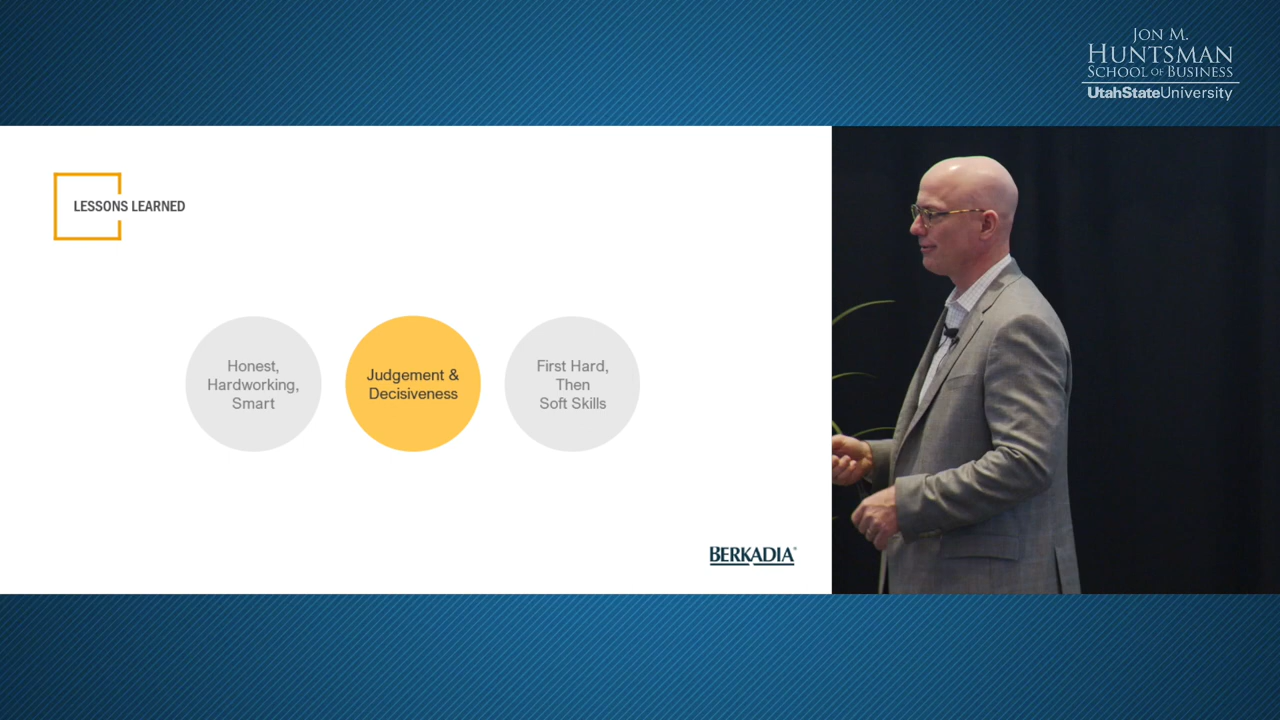 JON M.
HUNTSMAN
SCHOOL OF BUSINESS
UtahStateUniversity
LESSONS LEARNED
Honest,
Hardworking,
Smart
Judgement &
Decisiveness
First Hard,
Then
Soft Skills
BERKADIA®